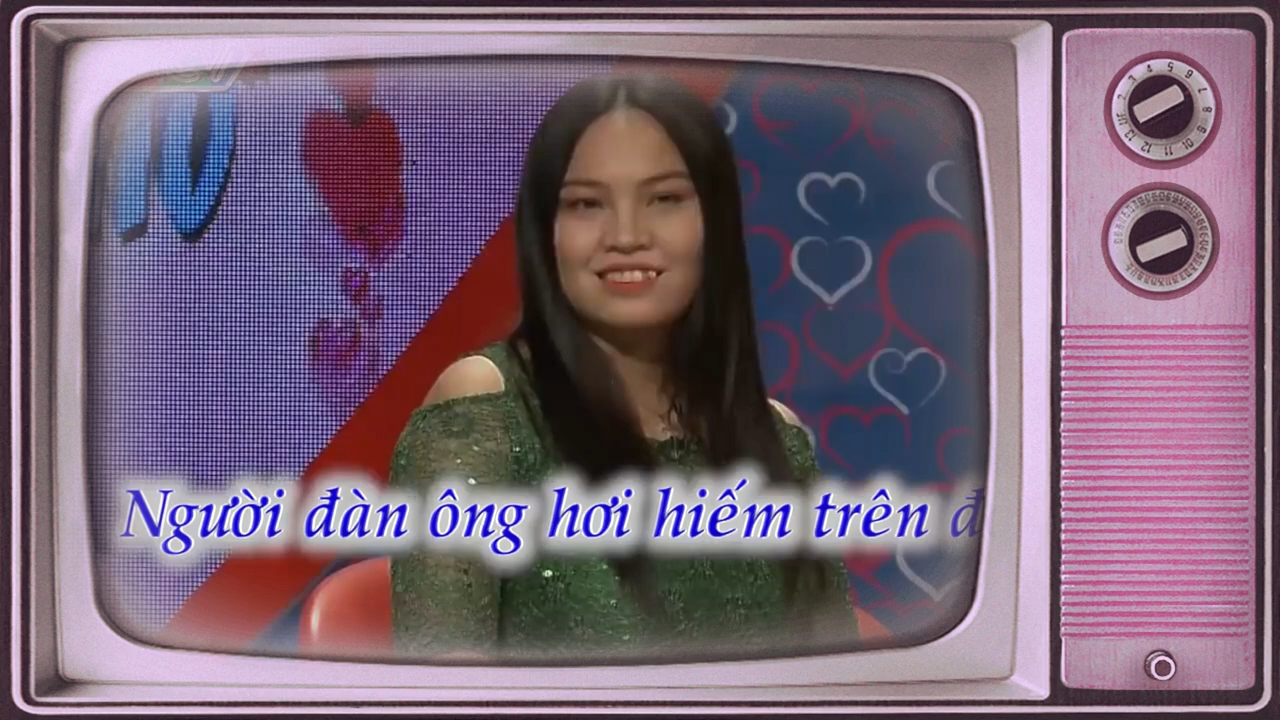 Người đàn ông hơi hiếm trên đ